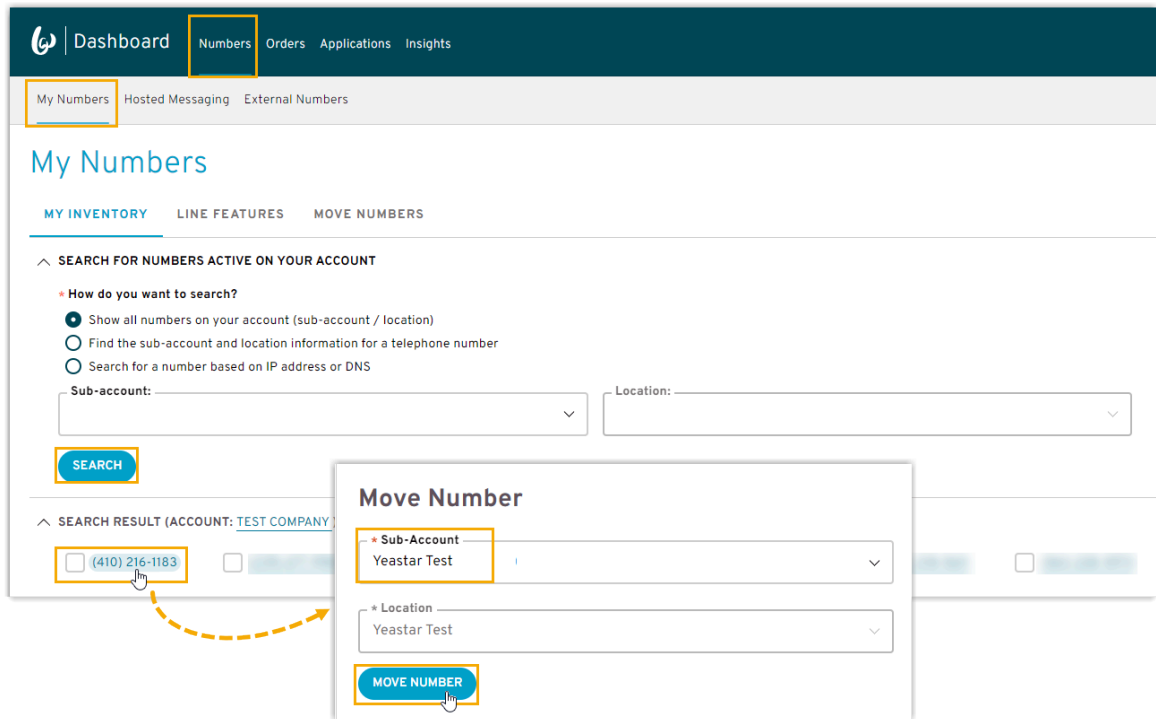 Dashboard Numbers Orders Applications Insights
My Numbers Hosted Messaging External Numbers
My Numbers
MY INVENTORY LINE FEATURES MOVE NUMBERS
SEARCH FOR NUMBERS ACTIVE ON YOUR ACCOUNT
* How do you want to search?
Show all numbers on your account (sub-account / location)
Find the sub-account and location information for a telephone number
Search for a number based on IP address or DNS
Sub-account: Location:
SEARCH
SEARCH RESULT (ACCOUNT: TEST COMPANY )
(410) 216-1183
Move Number
* Sub-Account
Yeastar Test
* Location
Yeastar Test
MOVE NUMBER